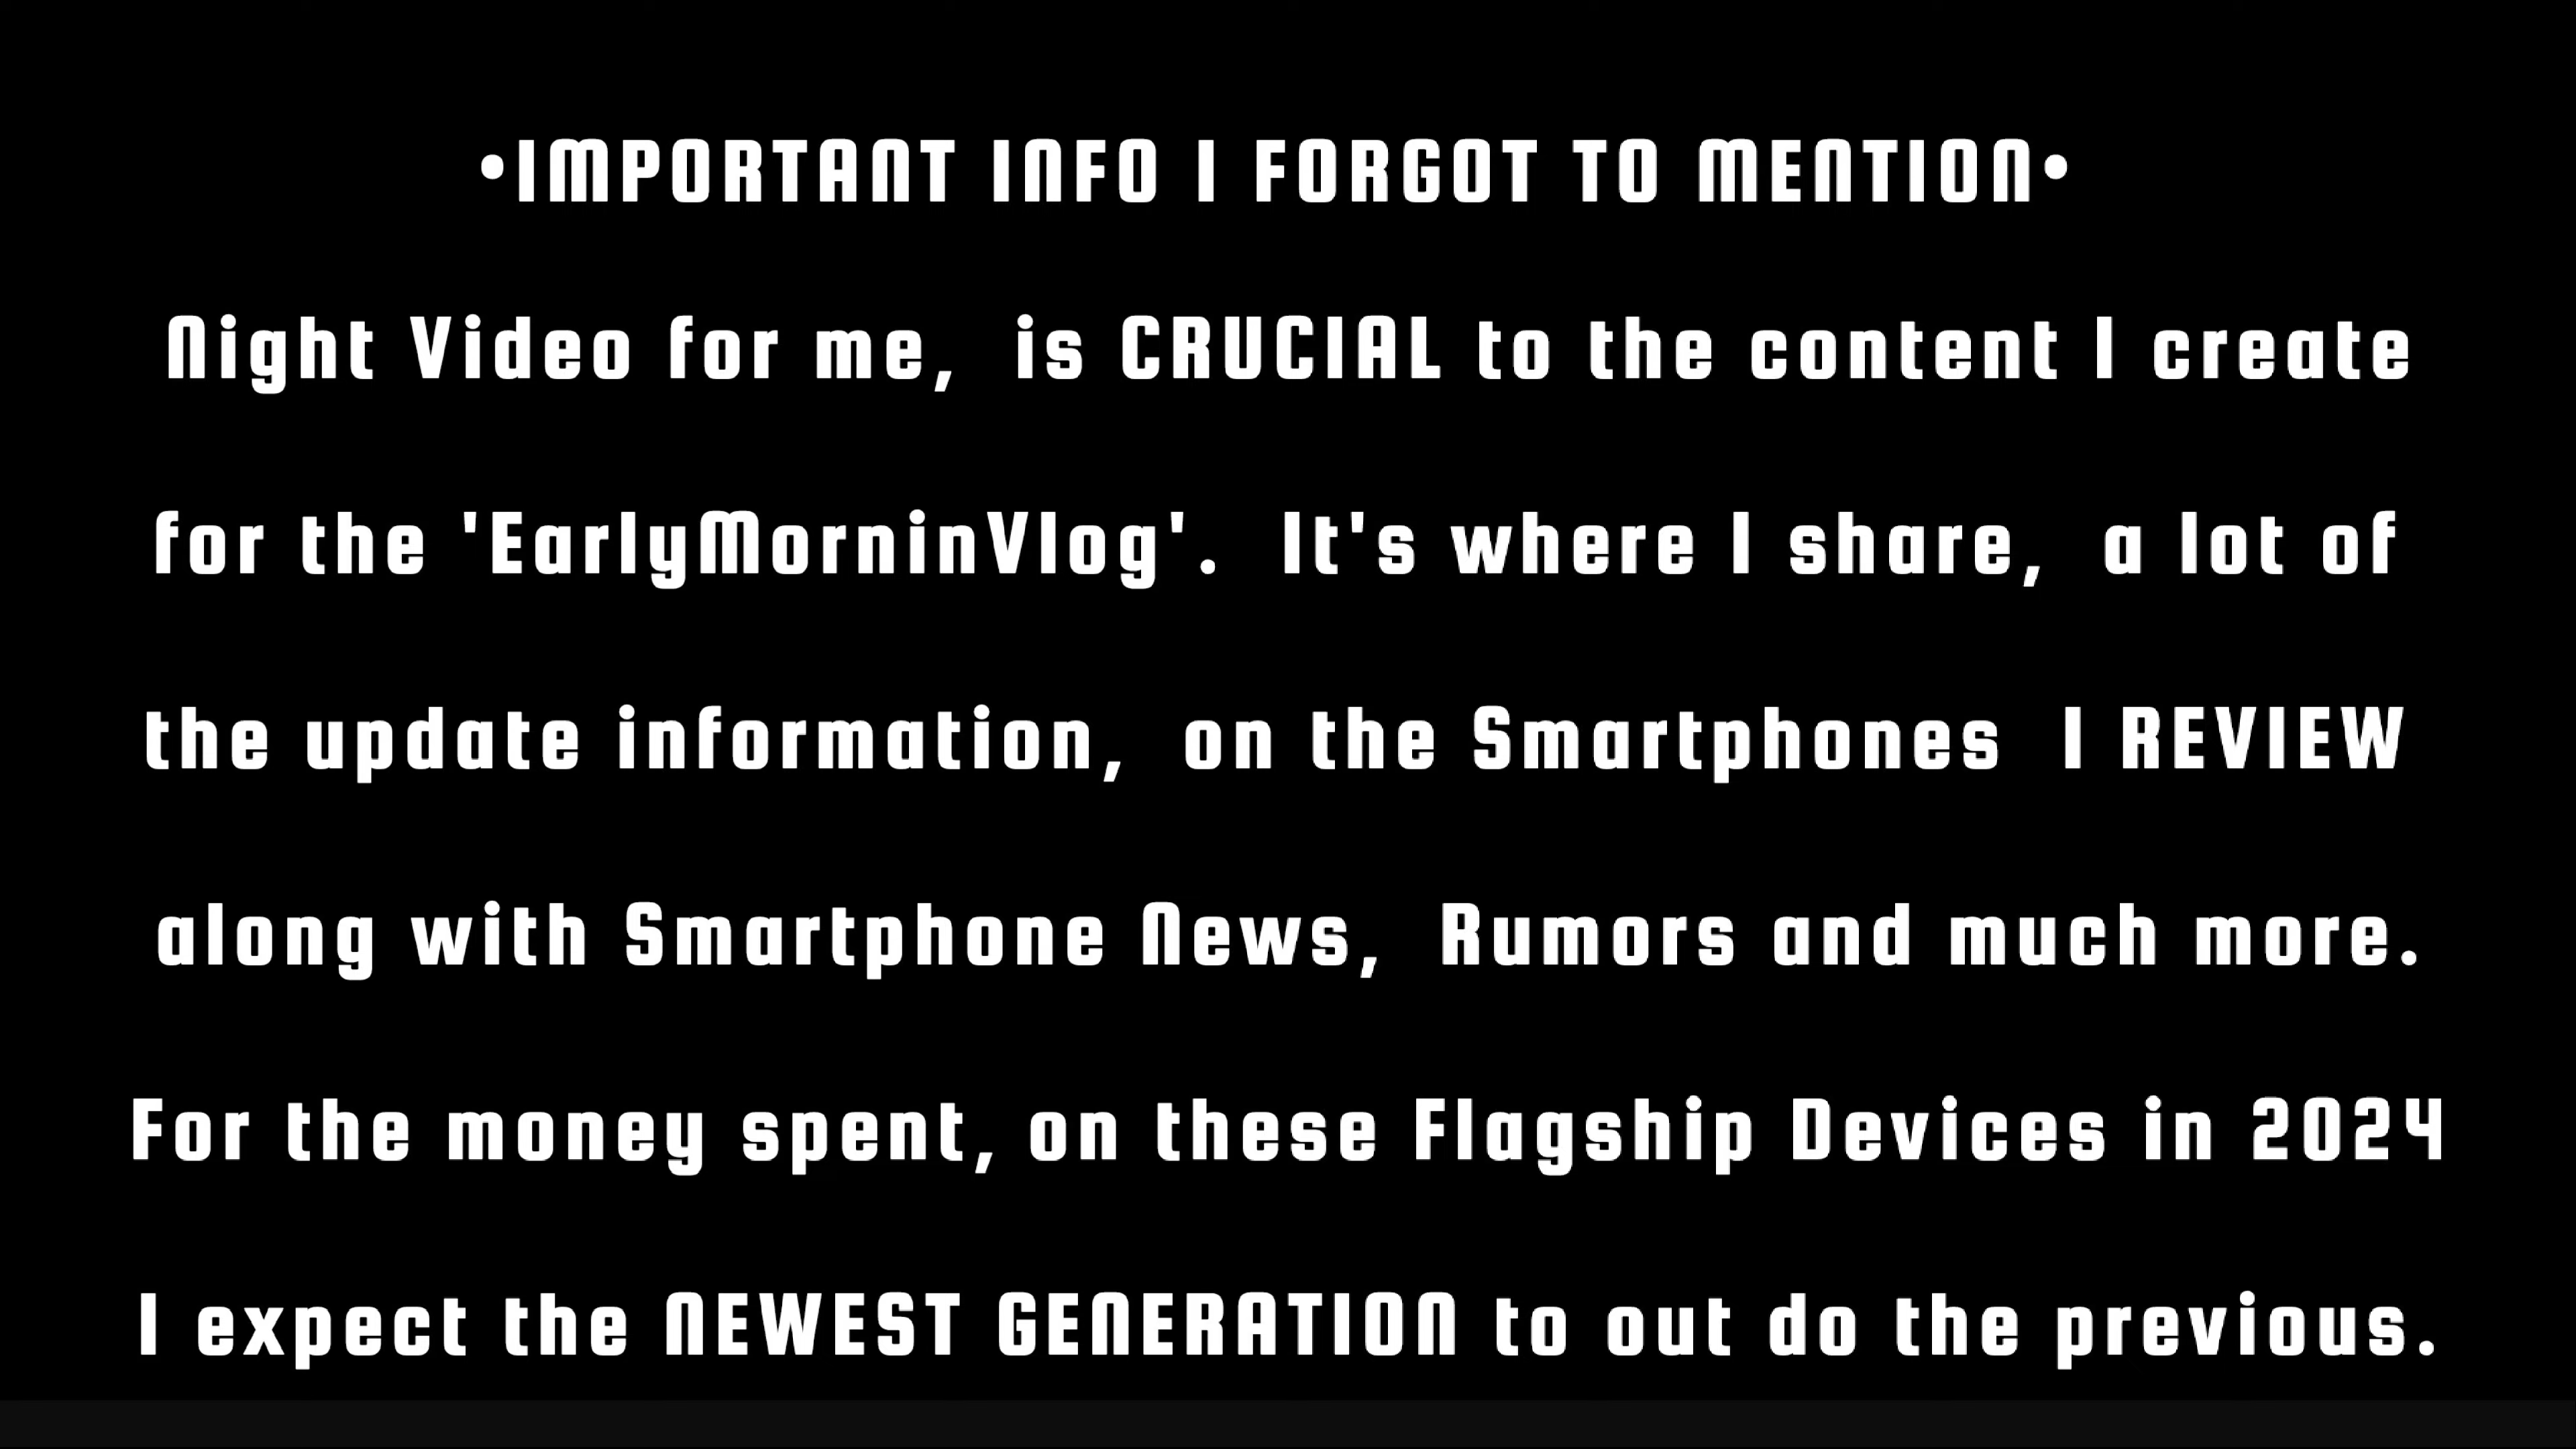 •IMPORTANT INFO I FORGOT TO MENTION•
Night Video for me, is CRUCIAL to the content I create
for the 'EarlyMorninVlog'. It's where I share, a lot of
the update information, on the Smartphones I REVIEW
along with Smartphone News, Rumors and much more.
For the money spent, on these Flagship Devices in 2024
I expect the NEWEST GENERATION to out do the previous.